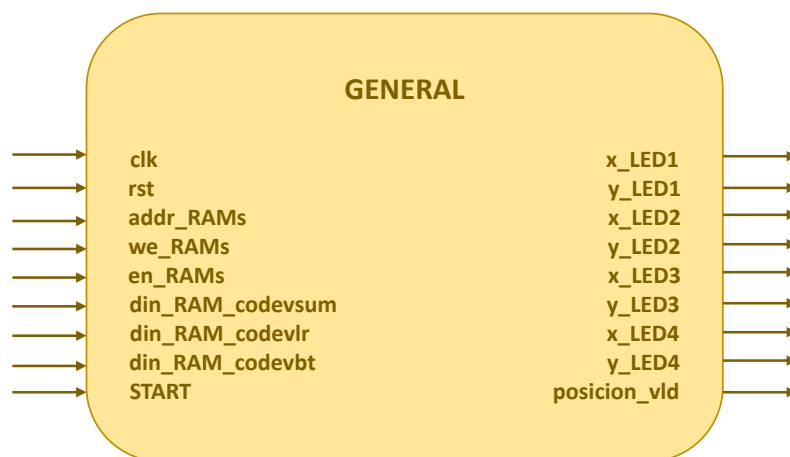 GENERAL
clk
rst
addr_RAMs
we_RAMs
en_RAMs
din_RAM_codevsum
din_RAM_codevlr
din_RAM_codevbt
START
x_LED1
y_LED1
x_LED2
y_LED2
x_LED3
y_LED3
x_LED4
y_LED4
posicion_vld